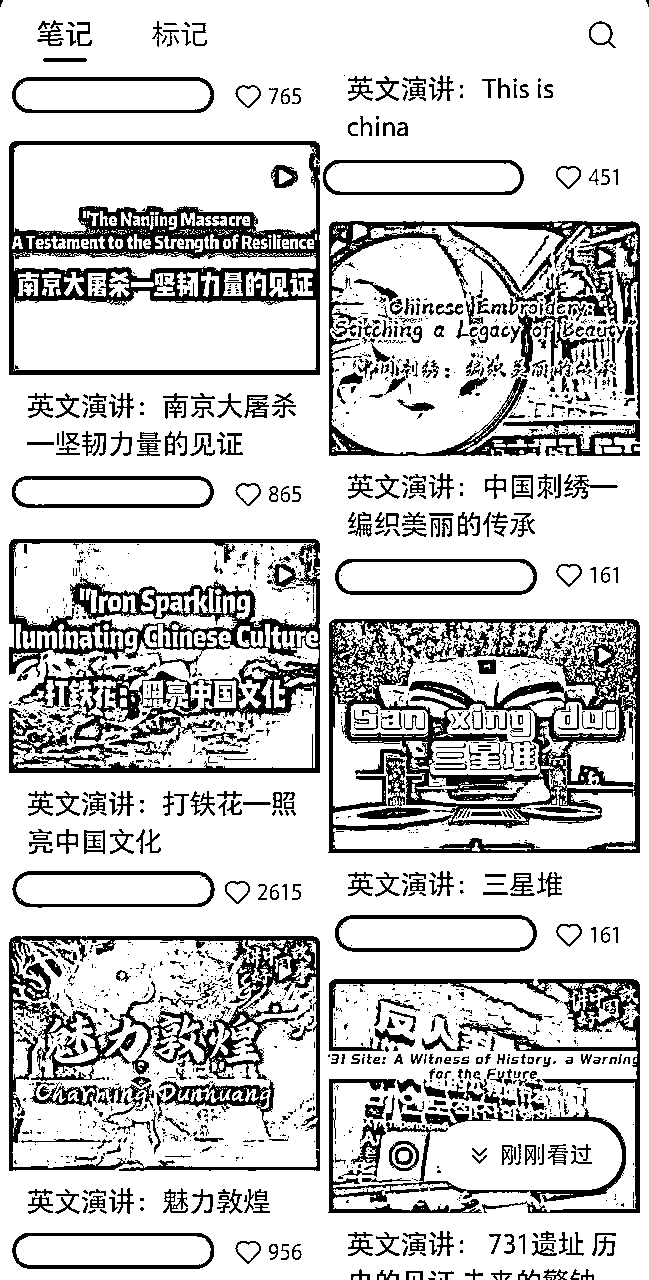 笔记
标记
765
"The Nanjing Massacre
A Testament to the Strength of Resilience"
南京大屠杀—坚韧力量的见证
英文演讲：南京大屠杀
—坚韧力量的见证
865
"Iron Sparkling
luminating Chinese Culture
打铁花：照亮中国文化
英文演讲：打铁花—照
亮中国文化
2615
魅力敦煌
Charming Dunhuang
英文演讲：魅力敦煌
956
英文演讲：This is
china
451
Chinese Embroidery:
Stitching a Legacy of Beauty"
中国刺绣：编织美丽的传承
英文演讲：中国刺绣—
编织美丽的传承
161
San xing dui
三星堆
英文演讲：三星堆
161
反人
'31 Site: A Witness of History, a Warning
for the Future
刚刚看过
英文演讲： 731遗址 历
史的见证 未来的警钟